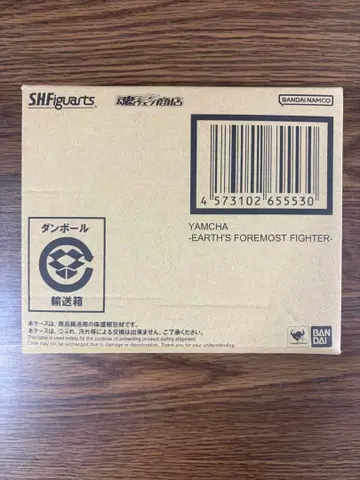 S.H.Figuarts
魂ウェブ商店
BANDAI NAMCO
4 573102 655530
YAMCHA
-EARTH'S FOREMOST FIGHTER-
ダンボール
輸送箱
本ケースは、商品輸送用の保護梱包材です。
本ケースは、つぶれ、汚れ等による交換は出来ません、ご了承ください。
This case is used solely for the purpose of protecting product during shipment.
Case may not be exchanged due to damage or discoloration. Thank you for your understanding.
BAN
DAI